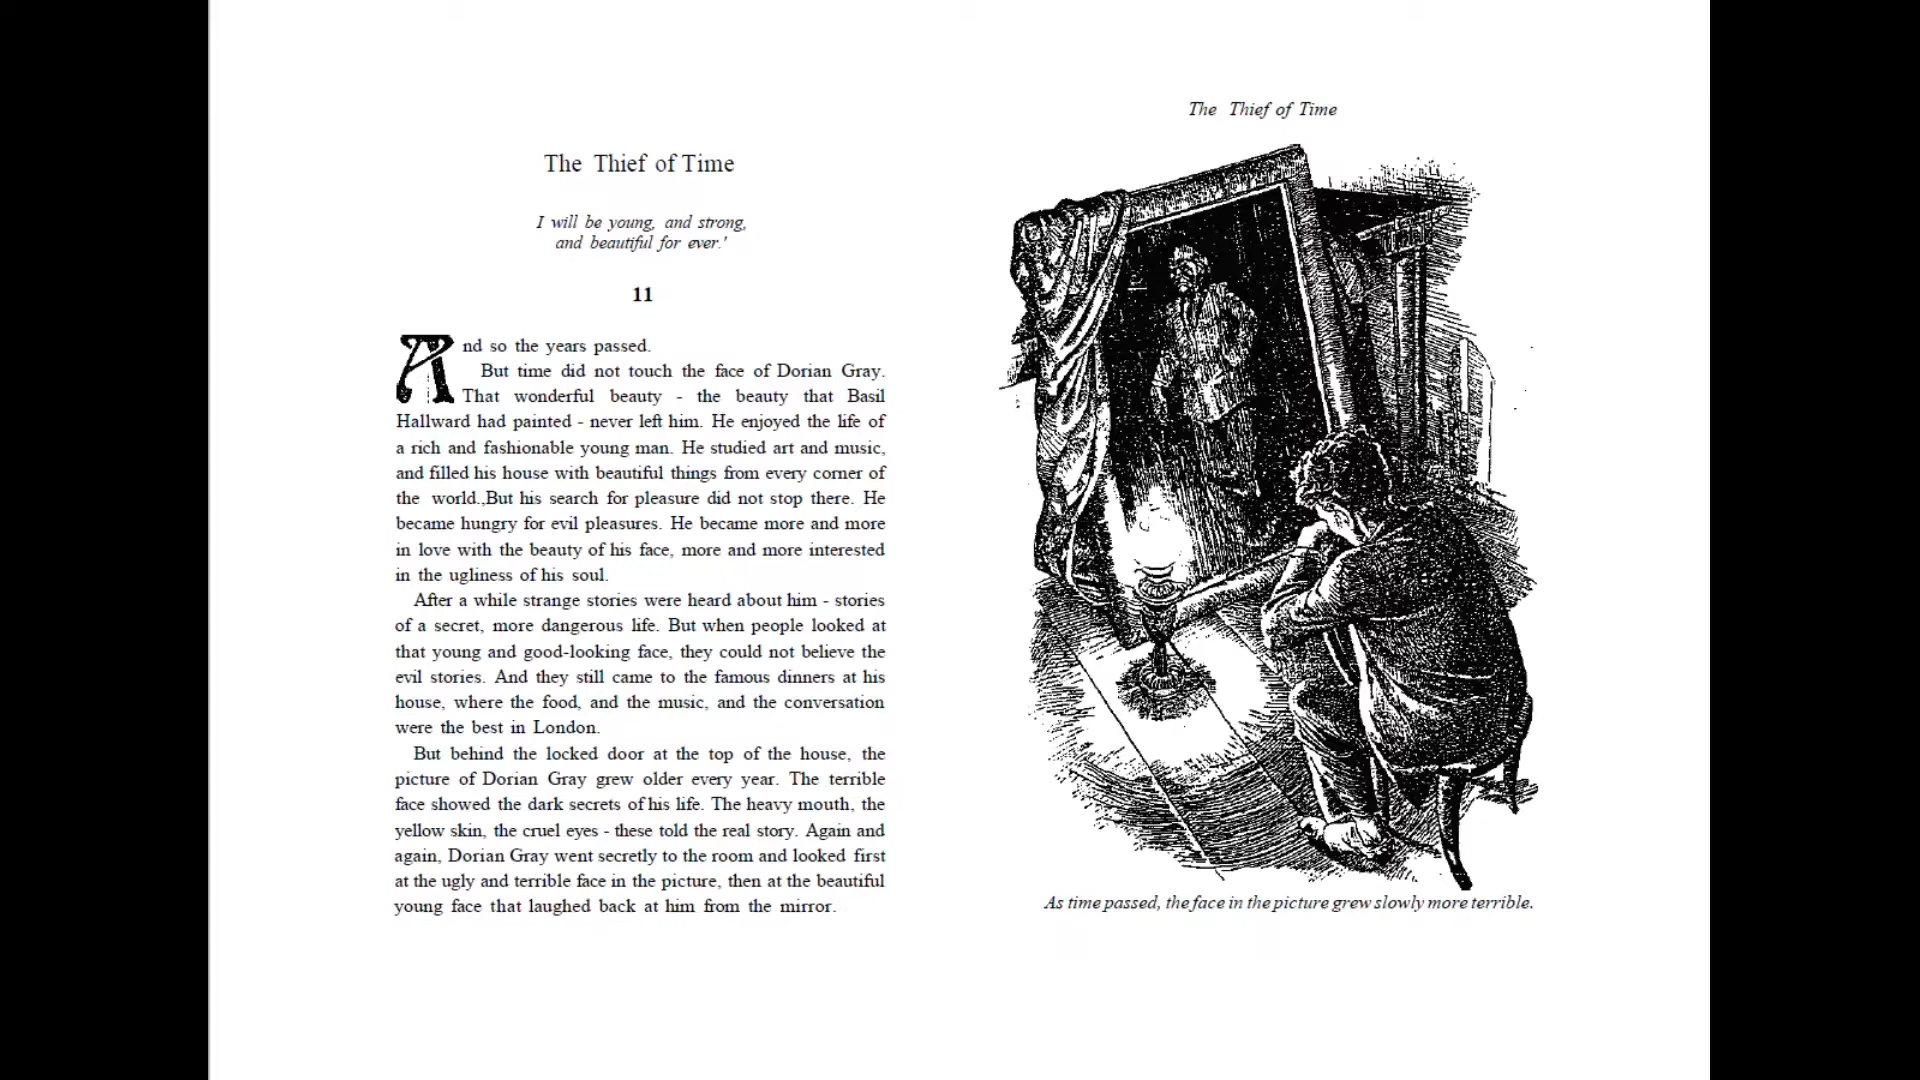 The Thief of Time
I will be young, and strong,
and beautiful for ever.'
11
And so the years passed.
But time did not touch the face of Dorian Gray.
That wonderful beauty - the beauty that Basil
Hallward had painted - never left him. He enjoyed the life of
a rich and fashionable young man. He studied art and music,
and filled his house with beautiful things from every corner of
the world.,But his search for pleasure did not stop there. He
became hungry for evil pleasures. He became more and more
in love with the beauty of his face, more and more interested
in the ugliness of his soul.
After a while strange stories were heard about him - stories
of a secret, more dangerous life. But when people looked at
that young and good-looking face, they could not believe the
evil stories. And they still came to the famous dinners at his
house, where the food, and the music, and the conversation
were the best in London.
But behind the locked door at the top of the house, the
picture of Dorian Gray grew older every year. The terrible
face showed the dark secrets of his life. The heavy mouth, the
yellow skin, the cruel eyes - these told the real story. Again and
again, Dorian Gray went secretly to the room and looked first
at the ugly and terrible face in the picture, then at the beautiful
young face that laughed back at him from the mirror.
The Thief of Time
As time passed, the face in the picture grew slowly more terrible.